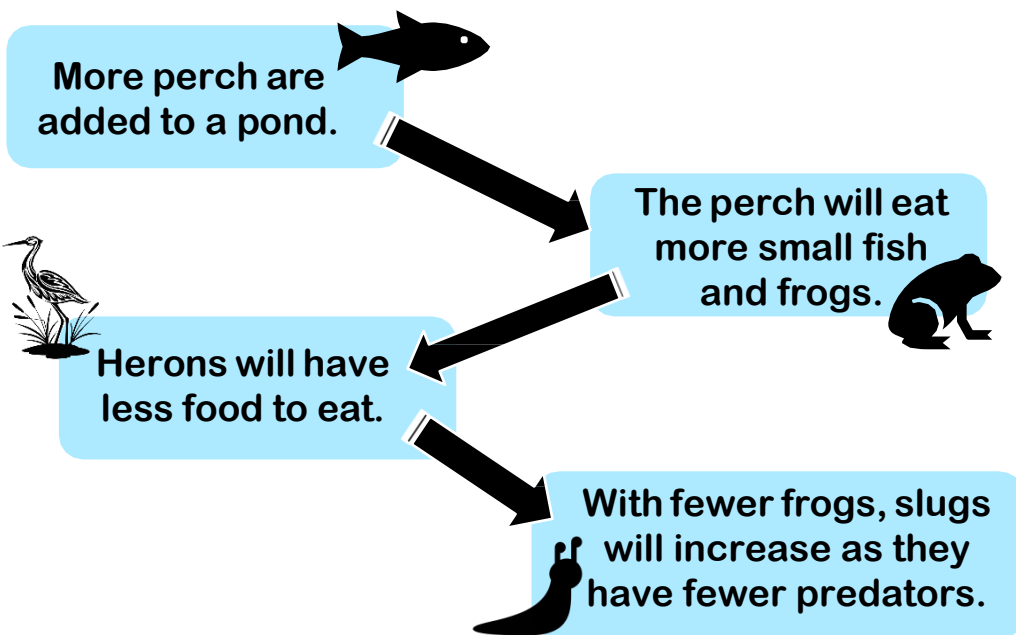 More perch are
added to a pond.
The perch will eat
more small fish
and frogs.
Herons will have
less food to eat.
With fewer frogs, slugs
will increase as they
have fewer predators.